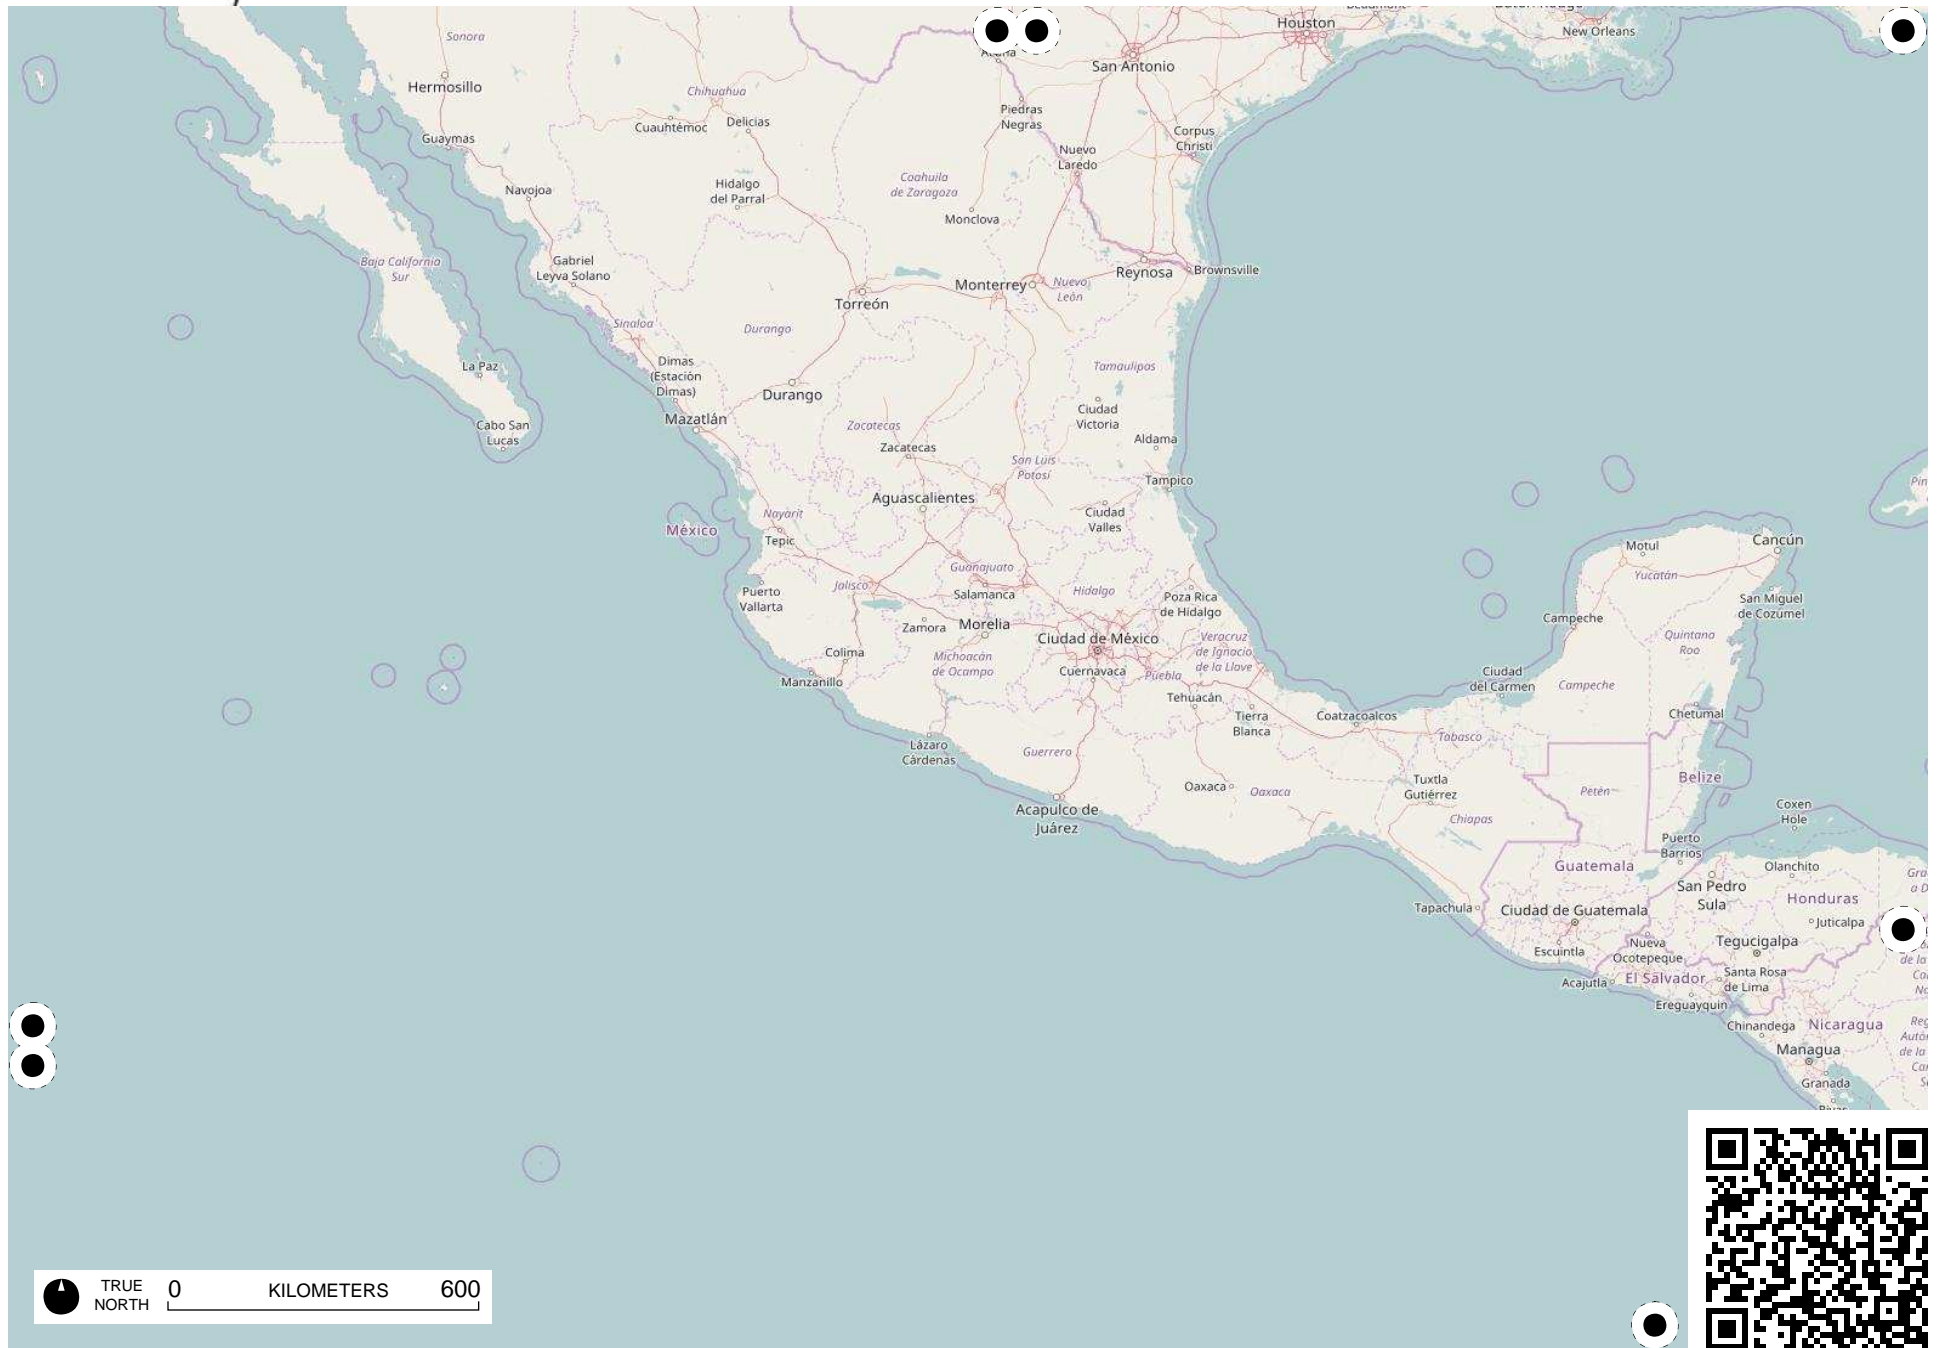 Houston
New Orleans
Sonora
San Antonio
Hermosillo
Chihuahua
Cuauhtémoc
Delicias
Piedras
Negras
Guaymas
Corpus
Christi
Nuevo
Laredo
Navojoa
Hidalgo
del Parral
Coahuila
de Zaragoza
Monclova
Baja California
Sur
Gabriel
Leyva Solano
Reynosa
Brownsville
Monterrey
Nuevo
León
Torreón
Sinaloa
Durango
La Paz
Dimas
(Estación
Dimas)
Tamaulipas
Durango
Ciudad
Victoria
Mazatlán
Cabo San
Lucas
Zacatecas
Zacatecas
Aldama
San Luis
Potosí
Tampico
Aguascalientes
Ciudad
Valles
Nayarit
México
Tepic
Cancún
Motul
Yucatán
Guanajuato
Jalisco
Salamanca
Hidalgo
Puerto
Vallarta
Poza Rica
de Hidalgo
San Miguel
de Cozumel
Campeche
Zamora
Morelia
Ciudad de México
Veracruz
de Ignacio
de la Llave
Quintana
Roo
Colima
Michoacán
de Ocampo
Cuernavaca
Puebla
Manzanillo
Ciudad
del Carmen
Campeche
Tehuacán
Tierra
Blanca
Coatzacoalcos
Chetumal
Tabasco
Lázaro
Cárdenas
Guerrero
Belize
Tuxtla
Gutiérrez
Oaxaca
Oaxaca
Petén
Coxen
Hole
Acapulco de
Juárez
Chiapas
Puerto
Barrios
Guatemala
Olanchito
San Pedro
Sula
Honduras
Tapachula
Ciudad de Guatemala
Juticalpa
Escuintla
Nueva
Ocotepeque
Tegucigalpa
Acajutla
El Salvador
Santa Rosa
de Lima
Ereguayquin
Chinandega
Nicaragua
Managua
Granada
TRUE
NORTH
0 KILOMETERS 600